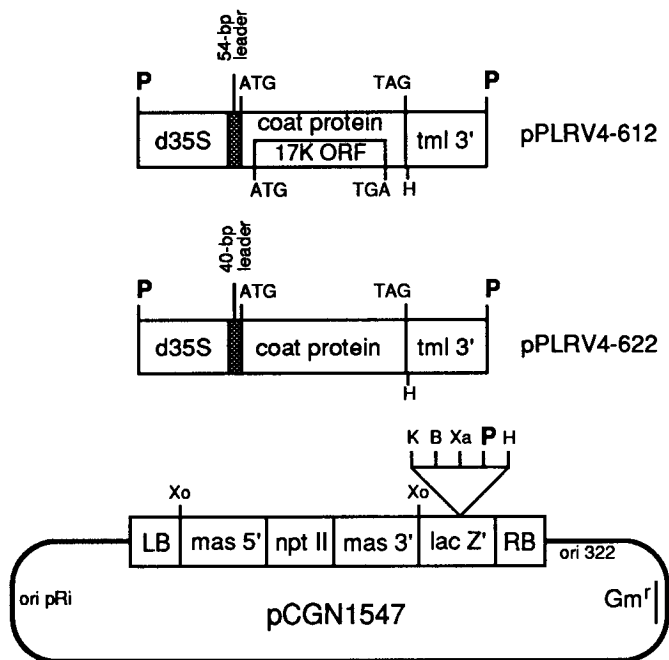 54-bp
leader
P ATG TAG P
d35S coat protein tml 3' pPLRV4-612
17K ORF
ATG TGA H
40-bp
leader
P ATG TAG P
d35S coat protein tml 3' pPLRV4-622
H
K B Xa P H
Xo Xo
LB mas 5' npt II mas 3' lac Z' RB
ori 322
ori pRi Gmr
pCGN1547